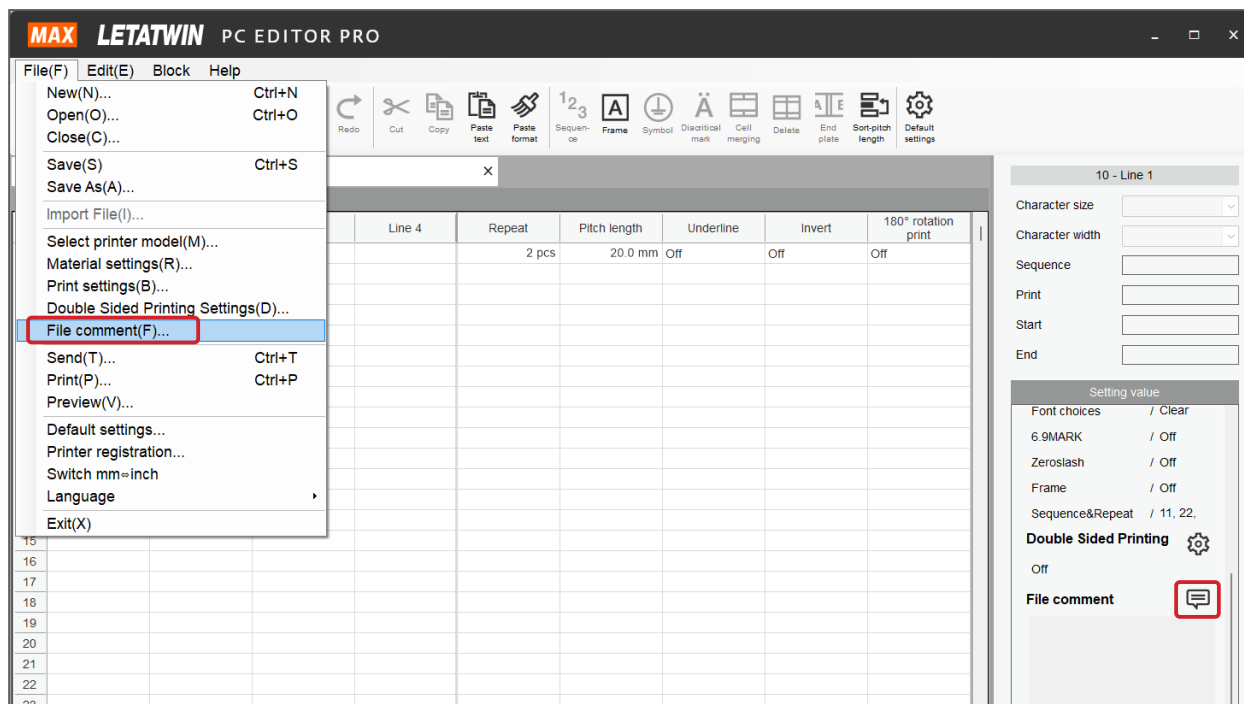 MAX LETATWIN PC EDITOR PRO
File(F) Edit(E) Block Help
New(N)... Ctrl+N
Open(O)... Ctrl+O
Close(C)...
Save(S) Ctrl+S
Save As(A)...
Import File(I)...
Select printer model(M)...
Material settings(R)...
Print settings(B)...
Double Sided Printing Settings(D)...
File comment(F)...
Send(T)... Ctrl+T
Print(P)... Ctrl+P
Preview(V)...
Default settings...
Printer registration...
Switch mm⇔inch
Language
Exit(X)
Redo Cut Copy Paste text Paste format Sequen-ce Frame Symbol Diacritical mark Cell merging Delete End plate Sort-pitch length Default settings
Line 4 Repeat Pitch length Underline Invert 180° rotation print
2 pcs 20.0 mm Off Off Off
15
16
17
18
19
20
21
22
10 - Line 1
Character size
Character width
Sequence
Print
Start
End
Setting value
Font choices / Clear
6.9MARK / Off
Zeroslash / Off
Frame / Off
Sequence&Repeat / 11, 22,
Double Sided Printing
Off
File comment